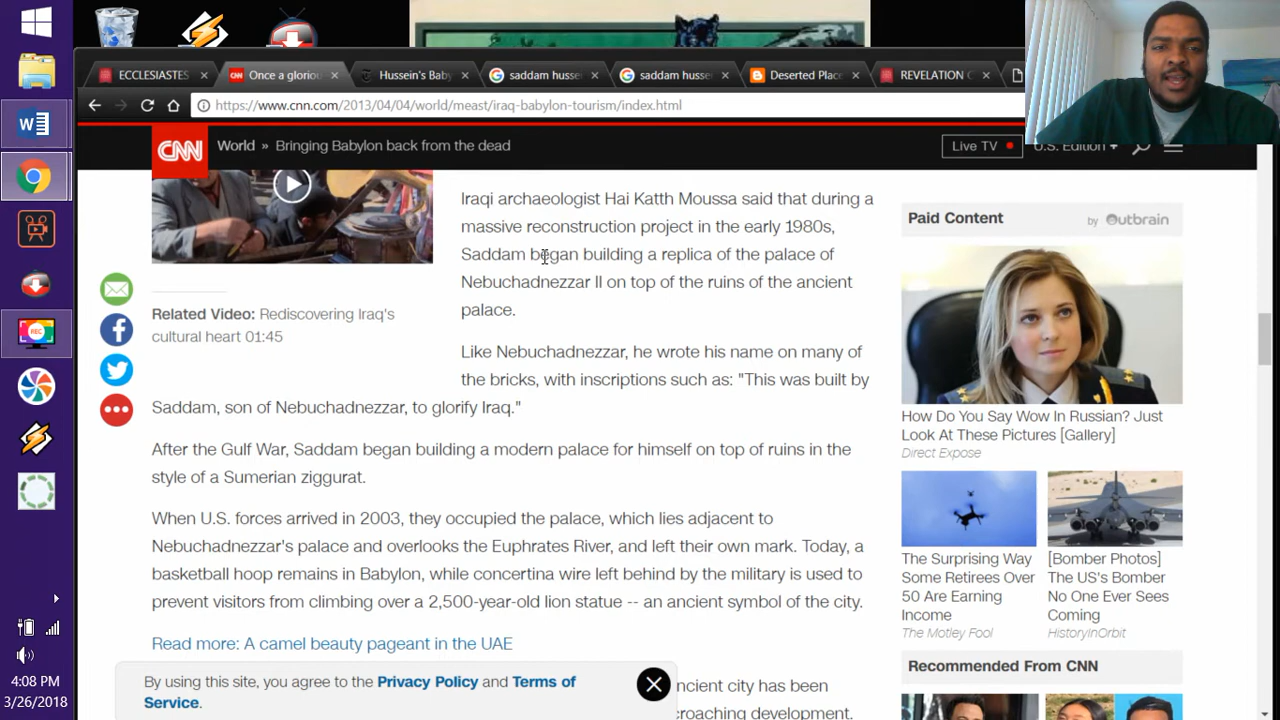 ECCLESIASTES
Once a glorio
Hussein's Bab
saddam husse
saddam husse
Deserted Place
REVELATION C
https://www.cnn.com/2013/04/04/world/meast/iraq-babylon-tourism/index.html
CNN
World » Bringing Babylon back from the dead
Live TV
U.S. Edition +
Iraqi archaeologist Hai Katth Moussa said that during a
massive reconstruction project in the early 1980s,
Saddam began building a replica of the palace of
Nebuchadnezzar II on top of the ruins of the ancient
palace.
Related Video: Rediscovering Iraq's
cultural heart 01:45
Like Nebuchadnezzar, he wrote his name on many of
the bricks, with inscriptions such as: "This was built by
Saddam, son of Nebuchadnezzar, to glorify Iraq."
After the Gulf War, Saddam began building a modern palace for himself on top of ruins in the
style of a Sumerian ziggurat.
When U.S. forces arrived in 2003, they occupied the palace, which lies adjacent to
Nebuchadnezzar's palace and overlooks the Euphrates River, and left their own mark. Today, a
basketball hoop remains in Babylon, while concertina wire left behind by the military is used to
prevent visitors from climbing over a 2,500-year-old lion statue -- an ancient symbol of the city.
Read more: A camel beauty pageant in the UAE
ncient city has been
croaching development.
By using this site, you agree to the Privacy Policy and Terms of
Service.
Paid Content
by Outbrain
How Do You Say Wow In Russian? Just
Look At These Pictures [Gallery]
Direct Expose
The Surprising Way
Some Retirees Over
50 Are Earning
Income
The Motley Fool
[Bomber Photos]
The US's Bomber
No One Ever Sees
Coming
HistoryInOrbit
Recommended From CNN
REC
4:08 PM
3/26/2018